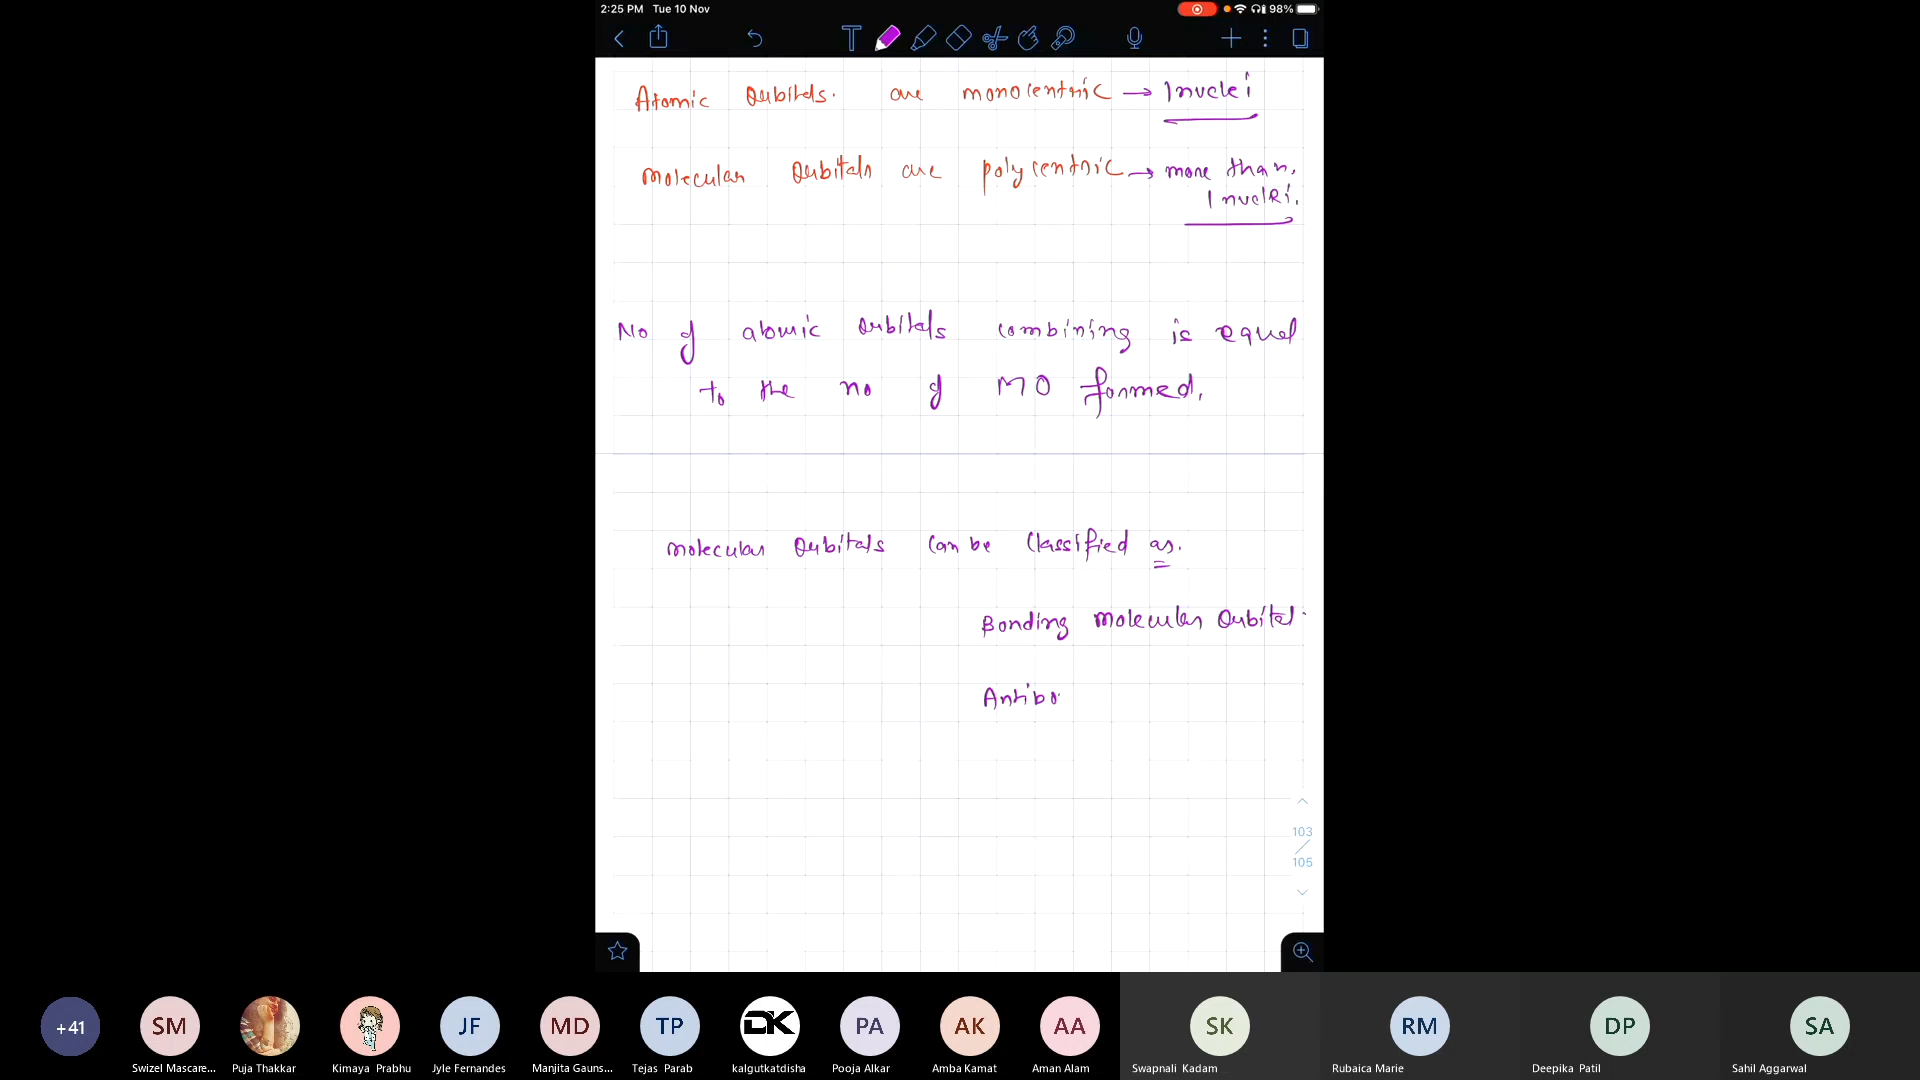 2:25 PM Tue 10 Nov 98%
Atomic Orbitals. are monocentric → 1 nuclei
Molecular Orbitals are polycentric → more than.
1 nuclei.
No of atomic orbitals combining is equal
to the no of MO formed.
Molecular Orbitals can be Classified as.
Bonding Molecular Orbital.
Antibo
103
105
+41
SM
JF
MD
TP
DK
PA
AK
AA
SK
RM
DP
SA
Swizel Mascare...
Puja Thakkar
Kimaya Prabhu
Jyle Fernandes
Manjita Gauns...
Tejas Parab
kalgutkatdisha
Pooja Alkar
Amba Kamat
Aman Alam
Swapnali Kadam
Rubaica Marie
Deepika Patil
Sahil Aggarwal